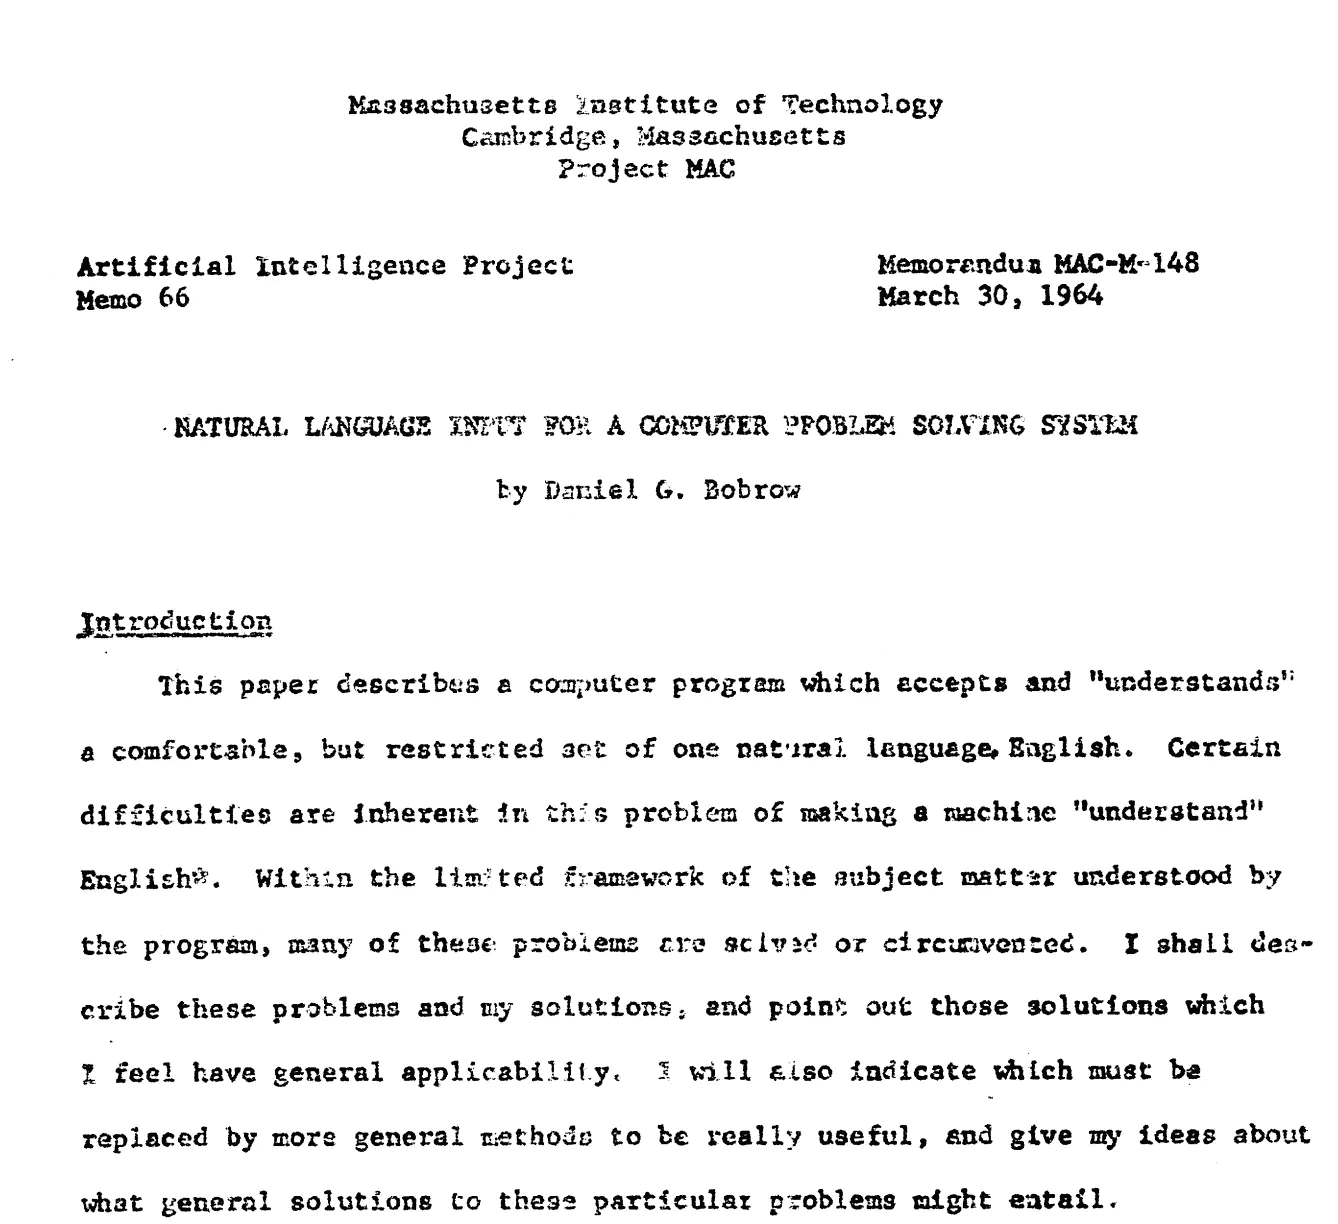 Massachusetts Institute of Technology
Cambridge, Massachusetts
Project MAC
Artificial Intelligence Project
Memorandum MAC-M-148
Memo 66
March 30, 1964
NATURAL LANGUAGE INPUT FOR A COMPUTER PROBLEM SOLVING SYSTEM
by Daniel G. Bobrow
Introduction
This paper describes a computer program which accepts and "understands"
a comfortable, but restricted set of one natural language, English. Certain
difficulties are inherent in this problem of making a machine "understand"
English*. Within the limited framework of the subject matter understood by
the program, many of these problems are solved or circumvented. I shall des-
cribe these problems and my solutions, and point out those solutions which
I feel have general applicability. I will also indicate which must be
replaced by more general methods to be really useful, and give my ideas about
what general solutions to these particular problems might entail.